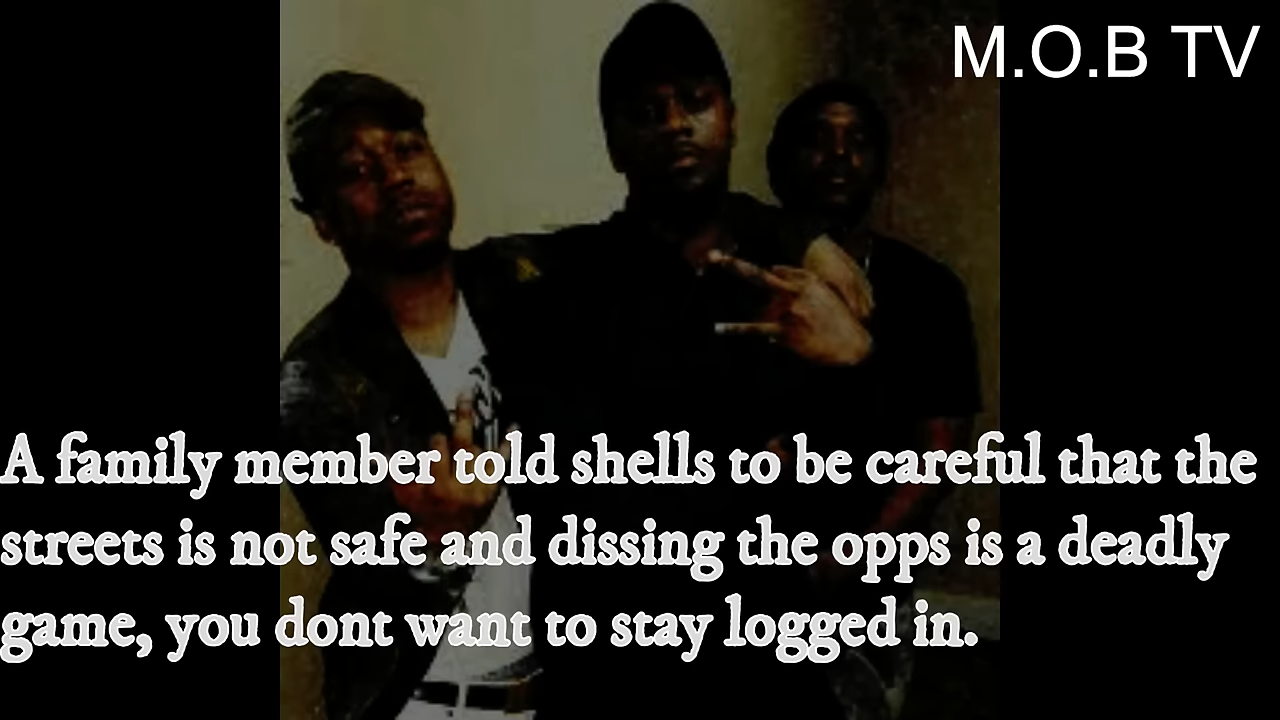 M.O.B TV
A family member told shells to be careful that the
streets is not safe and dissing the opps is a deadly
game, you dont want to stay logged in.